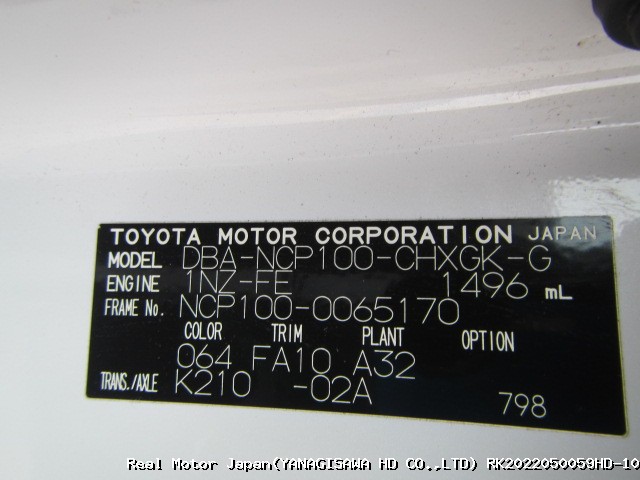 TOYOTA MOTOR CORPORATION JAPAN
MODEL DBA-NCP100-CHXGK-G
ENGINE 1NZ-FE 1496 mL
FRAME No. NCP100-0065170
COLOR TRIM PLANT OPTION
064 FA10 A32
TRANS./AXLE K210 -02A
798
Real Motor Japan(YANAGISAWA HD CO.,LTD) RK2022050059HD-10